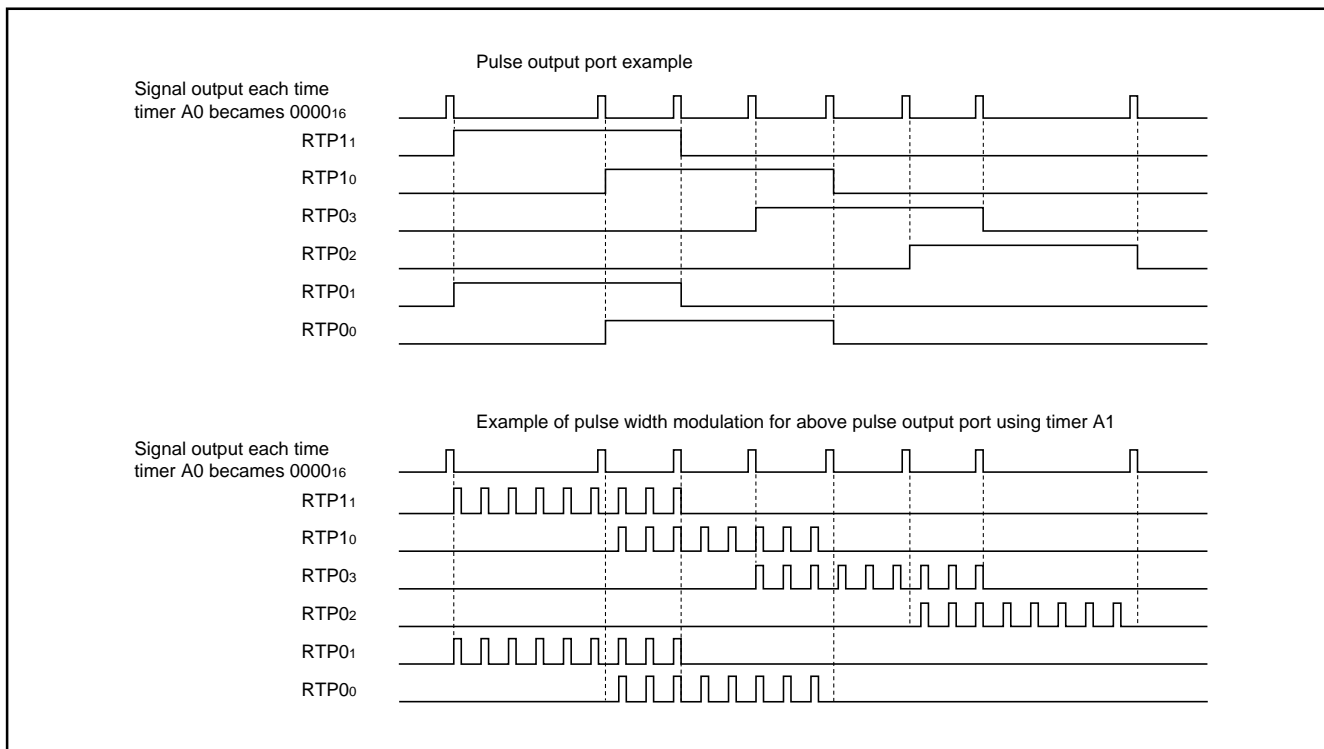 Pulse output port example
Signal output each time
timer A0 becames 0000₁₆
RTP1₁
RTP1₀
RTP0₃
RTP0₂
RTP0₁
RTP0₀
Example of pulse width modulation for above pulse output port using timer A1
Signal output each time
timer A0 becames 0000₁₆
RTP1₁
RTP1₀
RTP0₃
RTP0₂
RTP0₁
RTP0₀